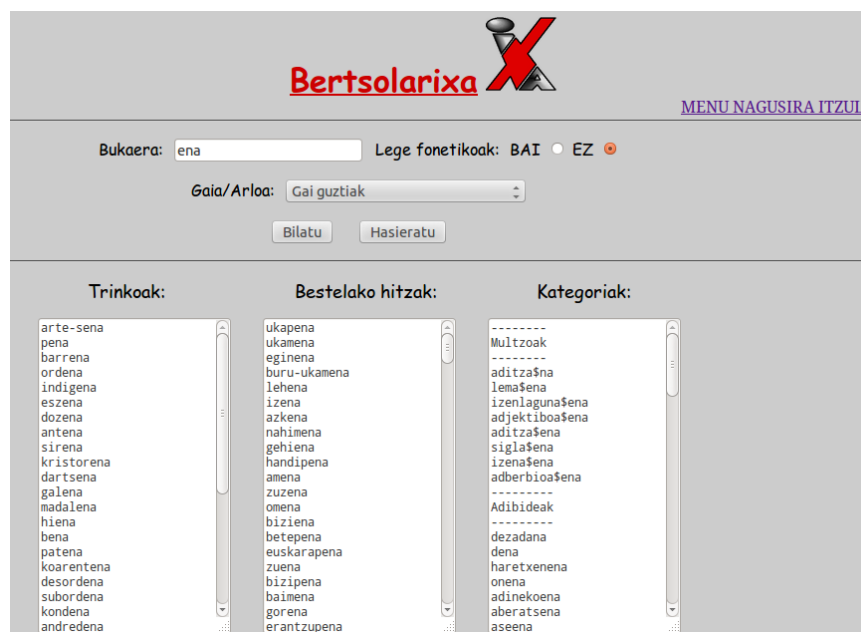 Bertsolarixa IXA
MENU NAGUSIRA ITZUL
Bukaera: ena Lege fonetikoak: BAI EZ
Gaia/Arloa: Gai guztiak
Bilatu Hasieratu
Trinkoak:
arte-sena
pena
barrena
ordena
indigena
eszena
dozena
antena
sirena
kristorena
dartsena
galena
madalena
hiena
bena
patena
koarentena
desordena
subordena
kondena
andredena
Bestelako hitzak:
ukapena
ukamena
eginena
buru-ukamena
lehena
izena
azkena
nahimena
gehiena
handipena
amena
zuzena
omena
biziena
betepena
euskarapena
zuena
bizipena
baimena
gorena
erantzupena
Kategoriak:
--------
Multzoak
--------
aditza$na
lema$ena
izenlaguna$ena
adjektiboa$ena
aditza$ena
sigla$ena
izena$ena
adberbioa$ena
---------
Adibideak
---------
dezadana
dena
haretxenena
onena
adinekoena
aberatsena
aseena